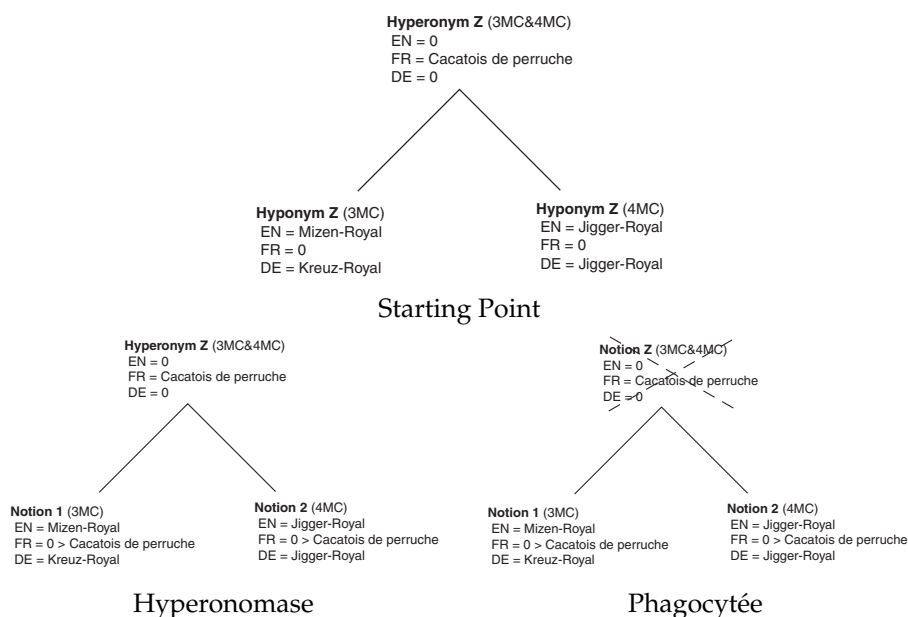 Hyperonym Z (3MC&4MC)
EN = 0
FR = Cacatois de perruche
DE = 0
Hyponym Z (3MC)
EN = Mizen-Royal
FR = 0
DE = Kreuz-Royal
Hyponym Z (4MC)
EN = Jigger-Royal
FR = 0
DE = Jigger-Royal
Starting Point
Hyperonym Z (3MC&4MC)
EN = 0
FR = Cacatois de perruche
DE = 0
Notion 1 (3MC)
EN = Mizen-Royal
FR = 0 > Cacatois de perruche
DE = Kreuz-Royal
Notion 2 (4MC)
EN = Jigger-Royal
FR = 0 > Cacatois de perruche
DE = Jigger-Royal
Hyperonomase
Notion Z (3MC&4MC)
EN = 0
FR = Cacatois de perruche
DE = 0
Notion 1 (3MC)
EN = Mizen-Royal
FR = 0 > Cacatois de perruche
DE = Kreuz-Royal
Notion 2 (4MC)
EN = Jigger-Royal
FR = 0 > Cacatois de perruche
DE = Jigger-Royal
Phagocytée